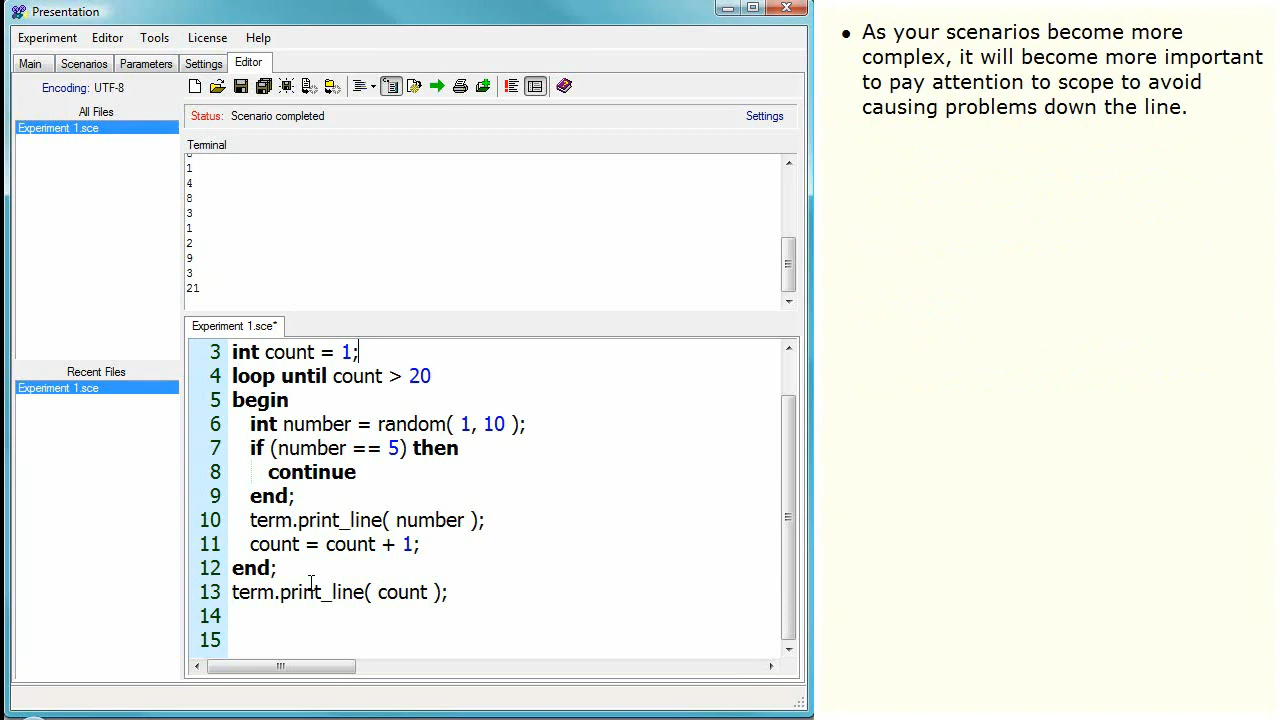 Presentation
Experiment Editor Tools License Help
Main Scenarios Parameters Settings Editor
Encoding: UTF-8
All Files
Experiment 1.sce
Recent Files
Experiment 1.sce
Status: Scenario completed Settings
Terminal
1
4
8
3
1
2
9
3
21
Experiment 1.sce*
3 int count = 1;
4 loop until count > 20
5 begin
6 int number = random( 1, 10 );
7 if (number == 5) then
8 continue
9 end;
10 term.print_line( number );
11 count = count + 1;
12 end;
13 term.print_line( count );
14
15
• As your scenarios become more
complex, it will become more important
to pay attention to scope to avoid
causing problems down the line.